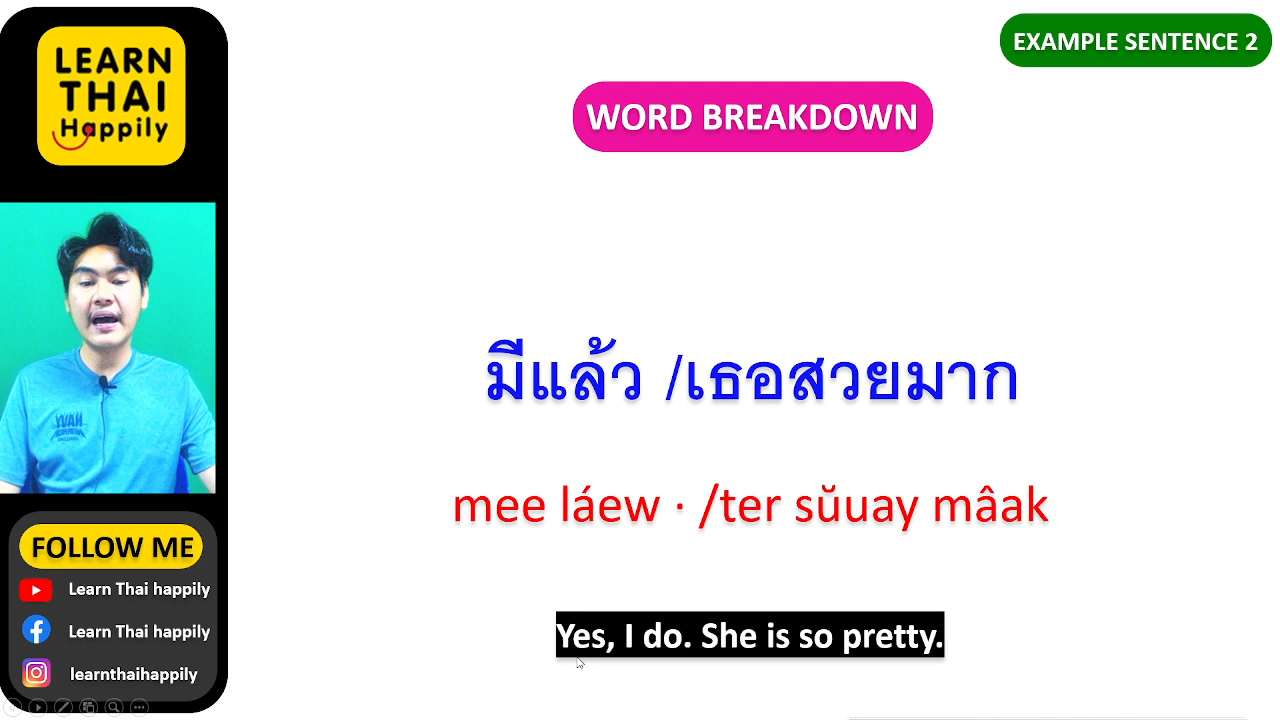 LEARN
THAI
Happily
EXAMPLE SENTENCE 2
WORD BREAKDOWN
มีแล้ว /เธอสวยมาก
mee láew · /ter sŭuay mâak
Yes, I do. She is so pretty.
FOLLOW ME
Learn Thai happily
Learn Thai happily
learnthaihappily